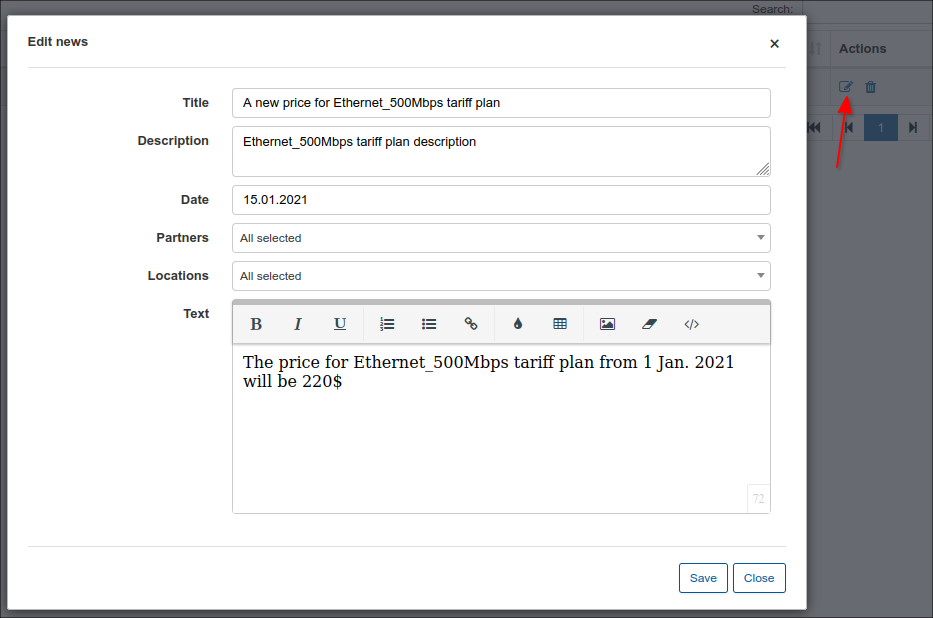 Search:
Edit news
×
Actions
Title
A new price for Ethernet_500Mbps tariff plan
Description
Ethernet_500Mbps tariff plan description
1
Date
15.01.2021
Partners
All selected
Locations
All selected
Text
B I U
The price for Ethernet_500Mbps tariff plan from 1 Jan. 2021
will be 220$
72
Save
Close